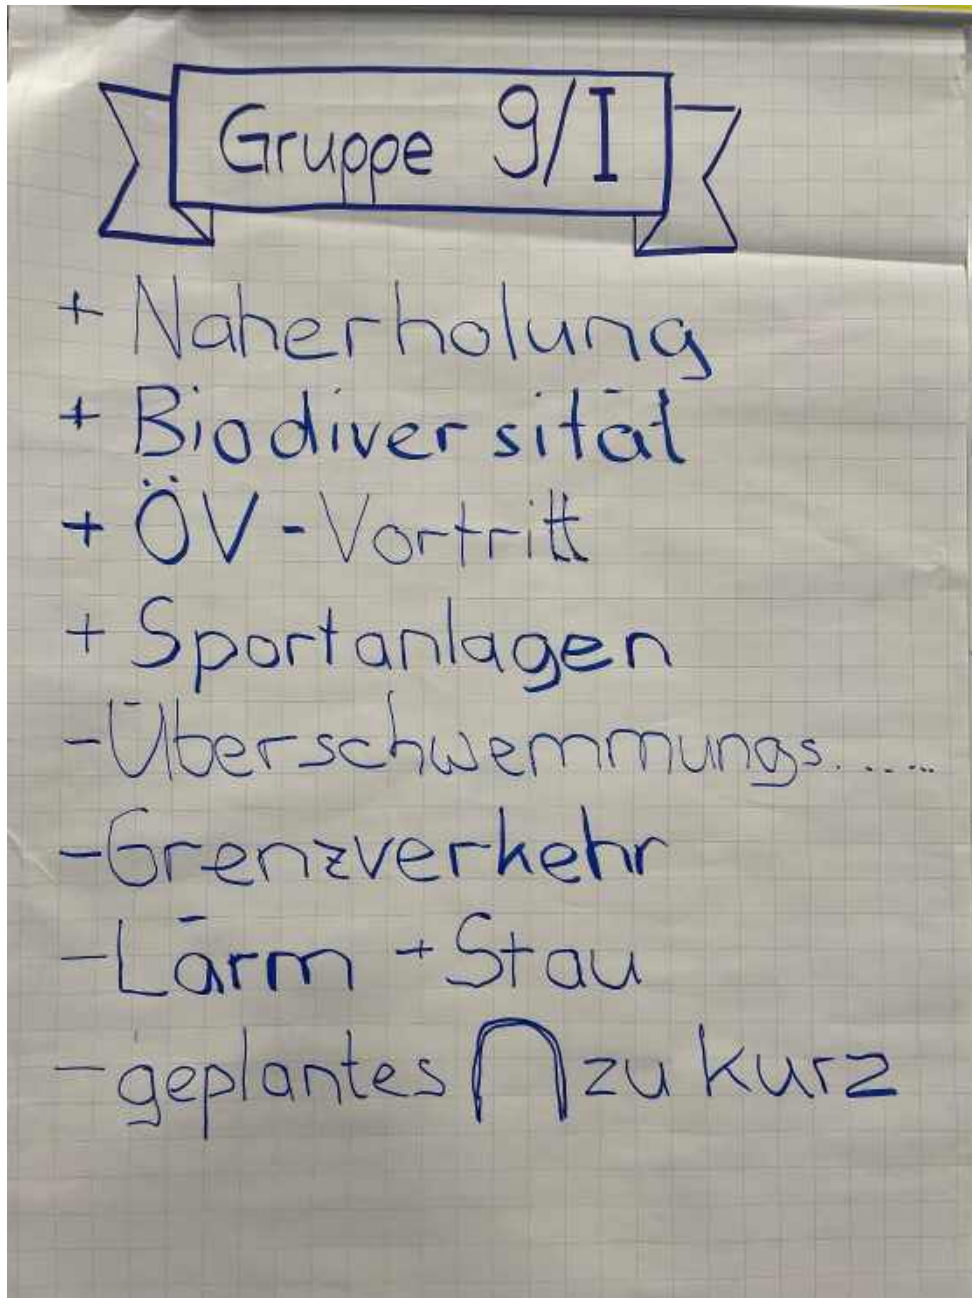 Gruppe 9/I
+ Naherholung
+ Biodiversität
+ ÖV-Vortritt
+ Sportanlagen
- Überschwemmungs......
- Grenzverkehr
- Lärm + Stau
- geplantes ⋂ zu kurz